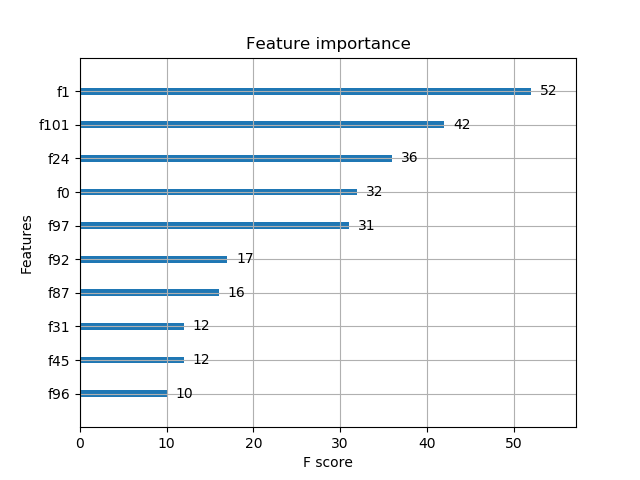 Feature importance
Features
f1 52
f101 42
f24 36
f0 32
f97 31
f92 17
f87 16
f31 12
f45 12
f96 10
0 10 20 30 40 50
F score